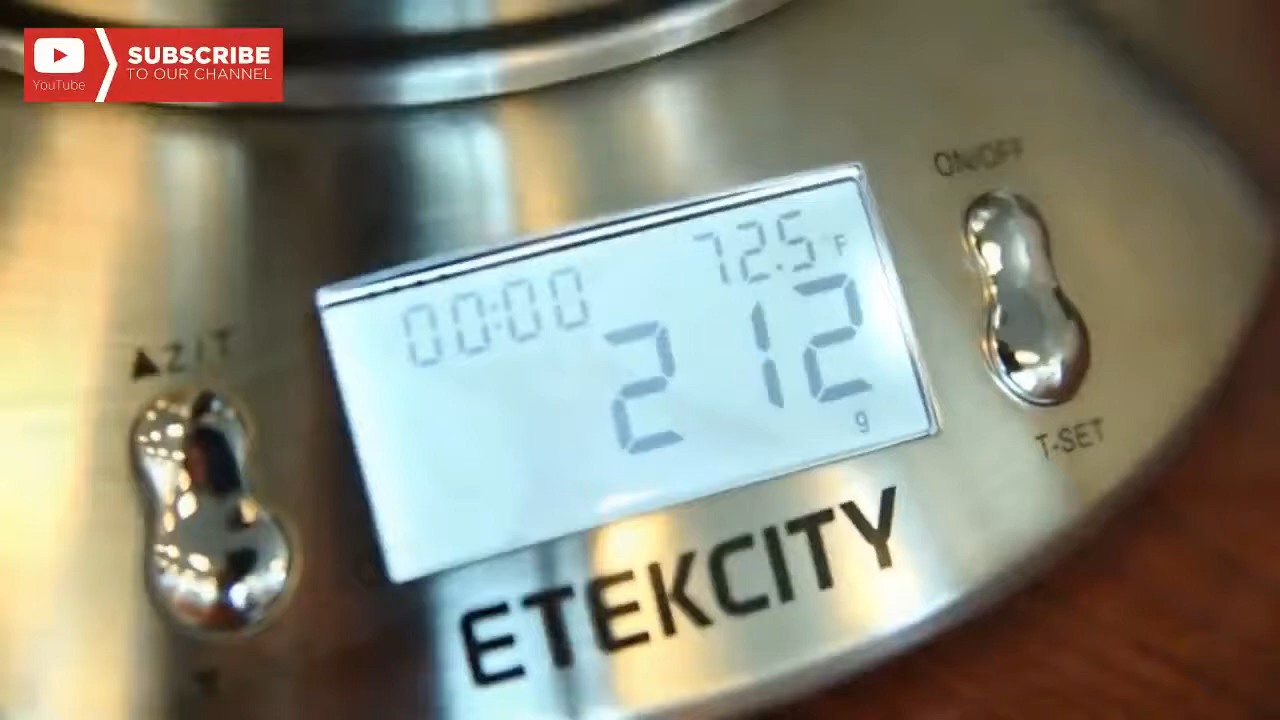 YouTube
SUBSCRIBE
TO OUR CHANNEL
ON/OFF
72.5 °F
00:00
212
g
▲Z/T
T-SET
ETEKCITY